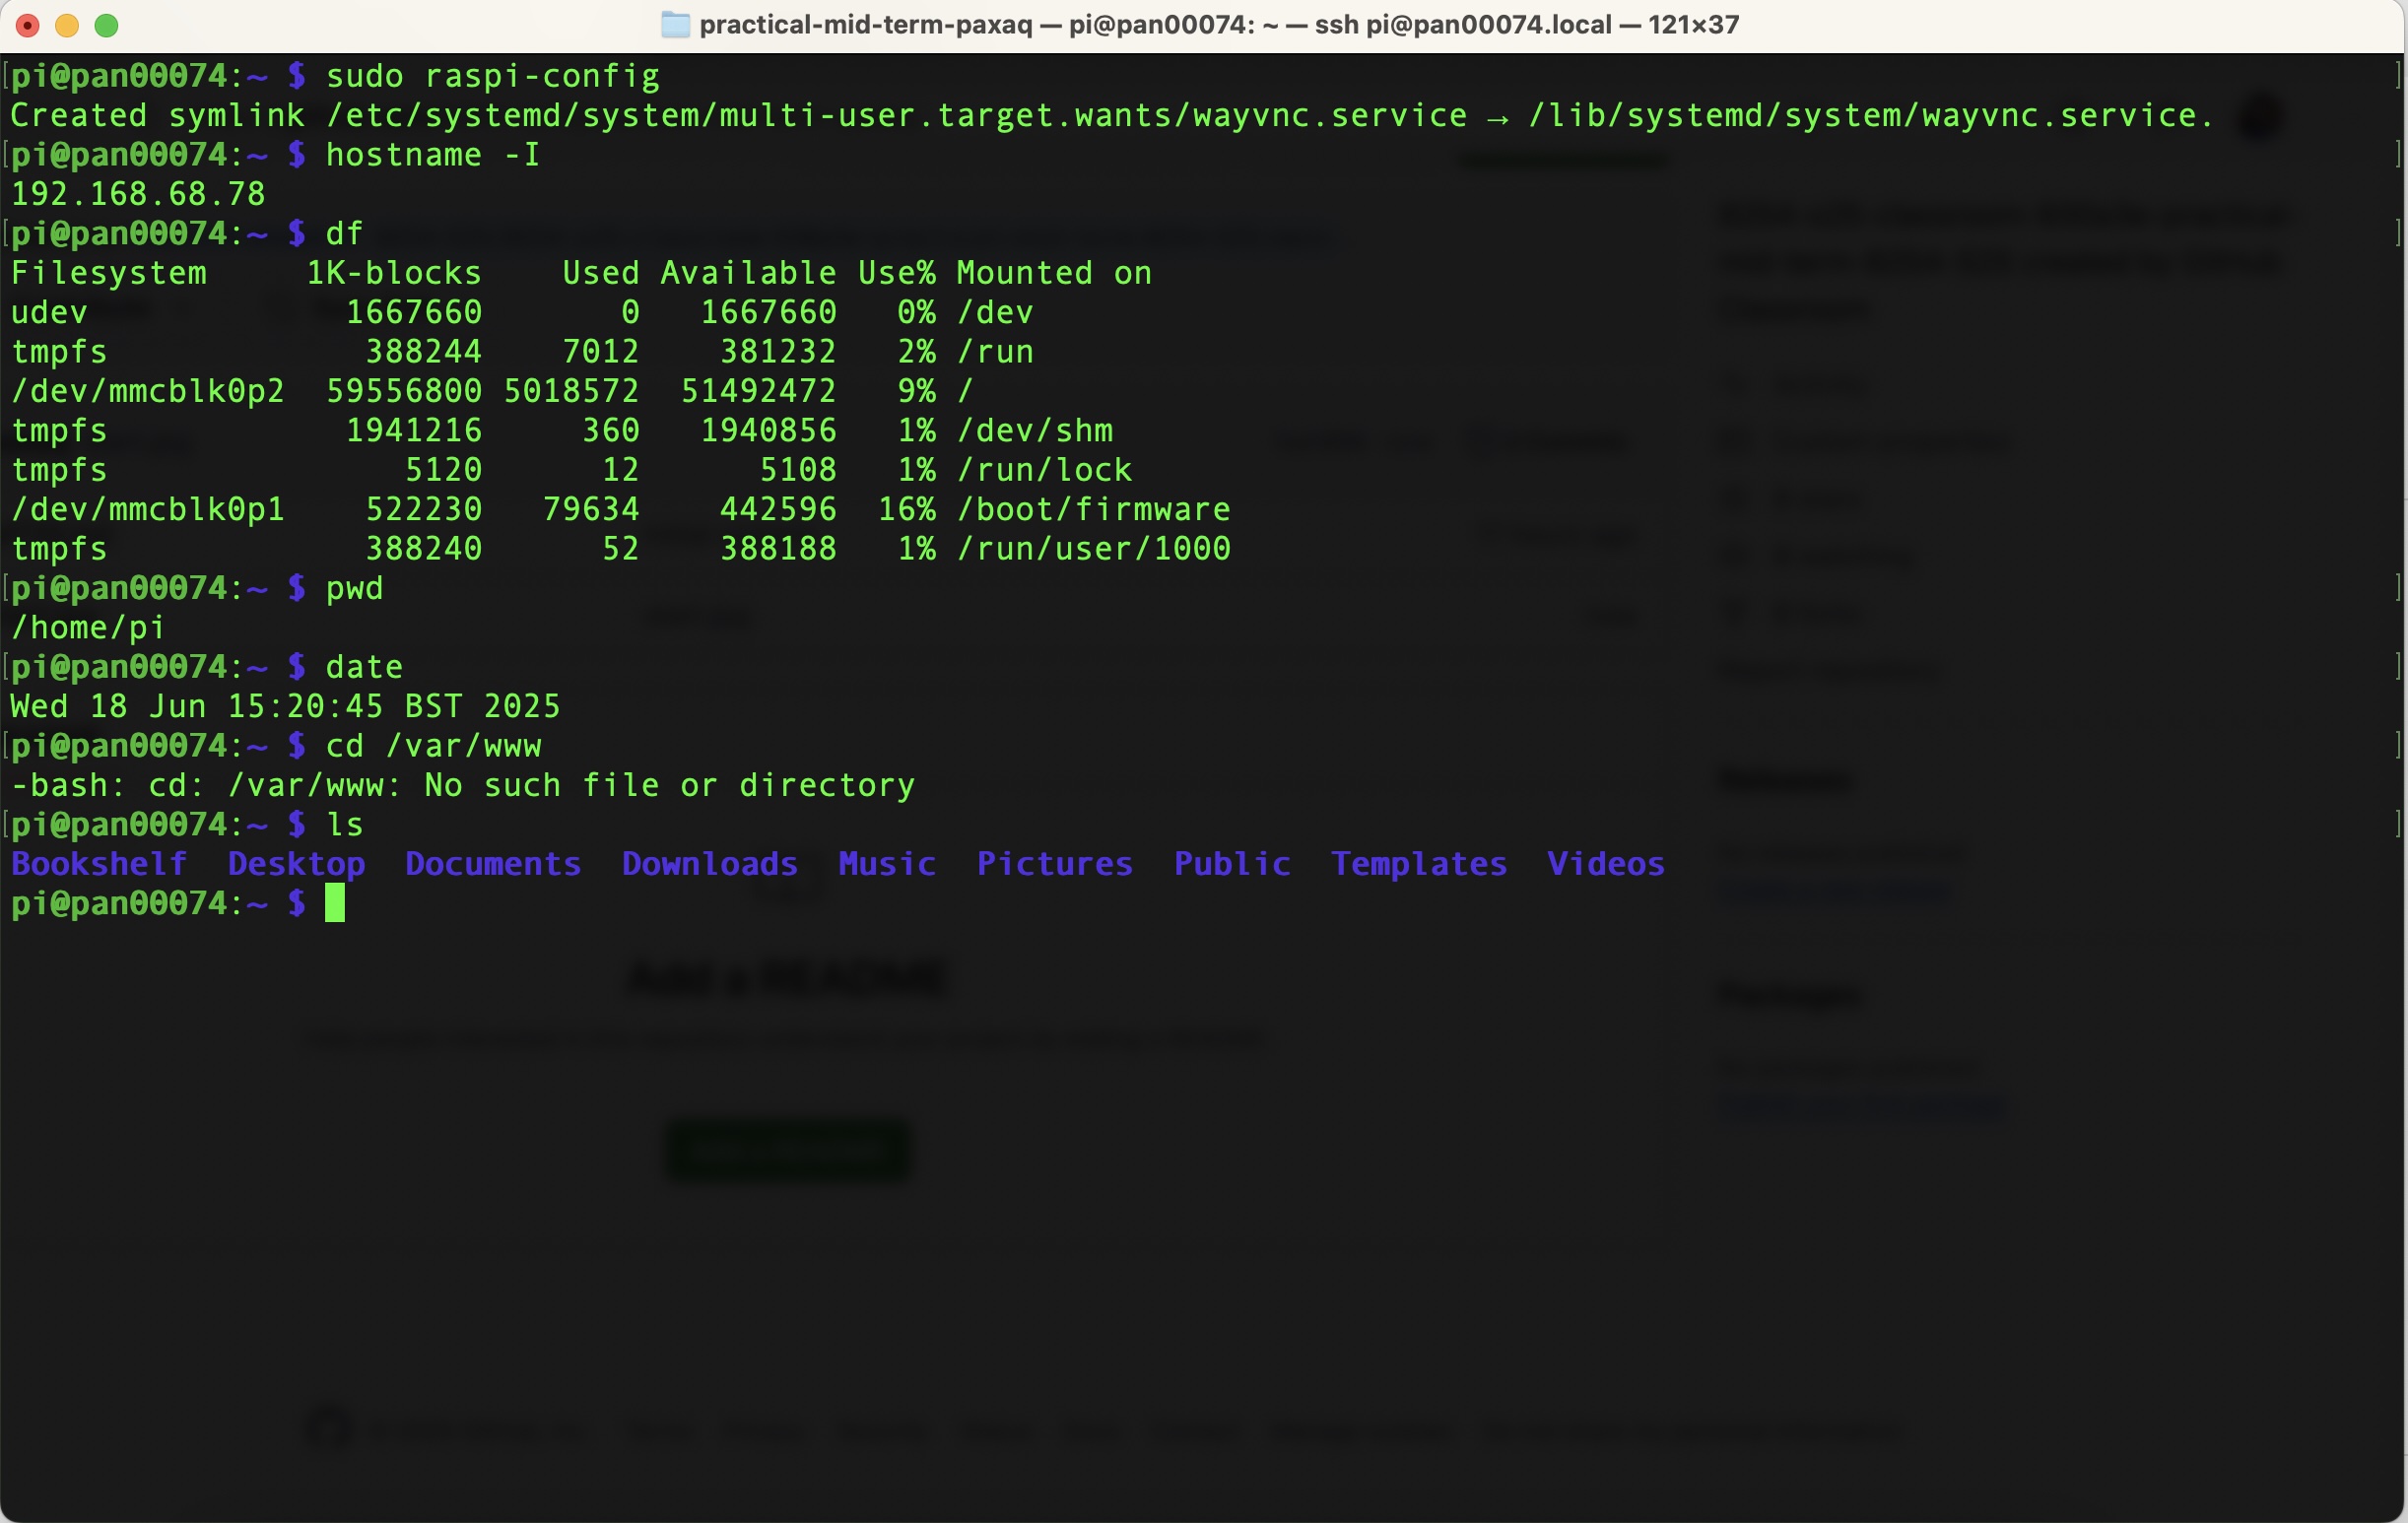 practical-mid-term-paxaq — pi@pan00074: ~ — ssh pi@pan00074.local — 121×37
[pi@pan00074:~ $ sudo raspi-config ]
Created symlink /etc/systemd/system/multi-user.target.wants/wayvnc.service → /lib/systemd/system/wayvnc.service.
[pi@pan00074:~ $ hostname -I ]
192.168.68.78
[pi@pan00074:~ $ df ]
Filesystem     1K-blocks    Used Available Use% Mounted on
udev             1667660       0   1667660   0% /dev
tmpfs             388244    7012    381232   2% /run
/dev/mmcblk0p2  59556800 5018572  51492472   9% /
tmpfs            1941216     360   1940856   1% /dev/shm
tmpfs               5120      12      5108   1% /run/lock
/dev/mmcblk0p1    522230   79634    442596  16% /boot/firmware
tmpfs             388240      52    388188   1% /run/user/1000
[pi@pan00074:~ $ pwd ]
/home/pi
[pi@pan00074:~ $ date ]
Wed 18 Jun 15:20:45 BST 2025
[pi@pan00074:~ $ cd /var/www ]
-bash: cd: /var/www: No such file or directory
[pi@pan00074:~ $ ls ]
Bookshelf  Desktop  Documents  Downloads  Music  Pictures  Public  Templates  Videos
pi@pan00074:~ $
Add a README
Releases
Packages